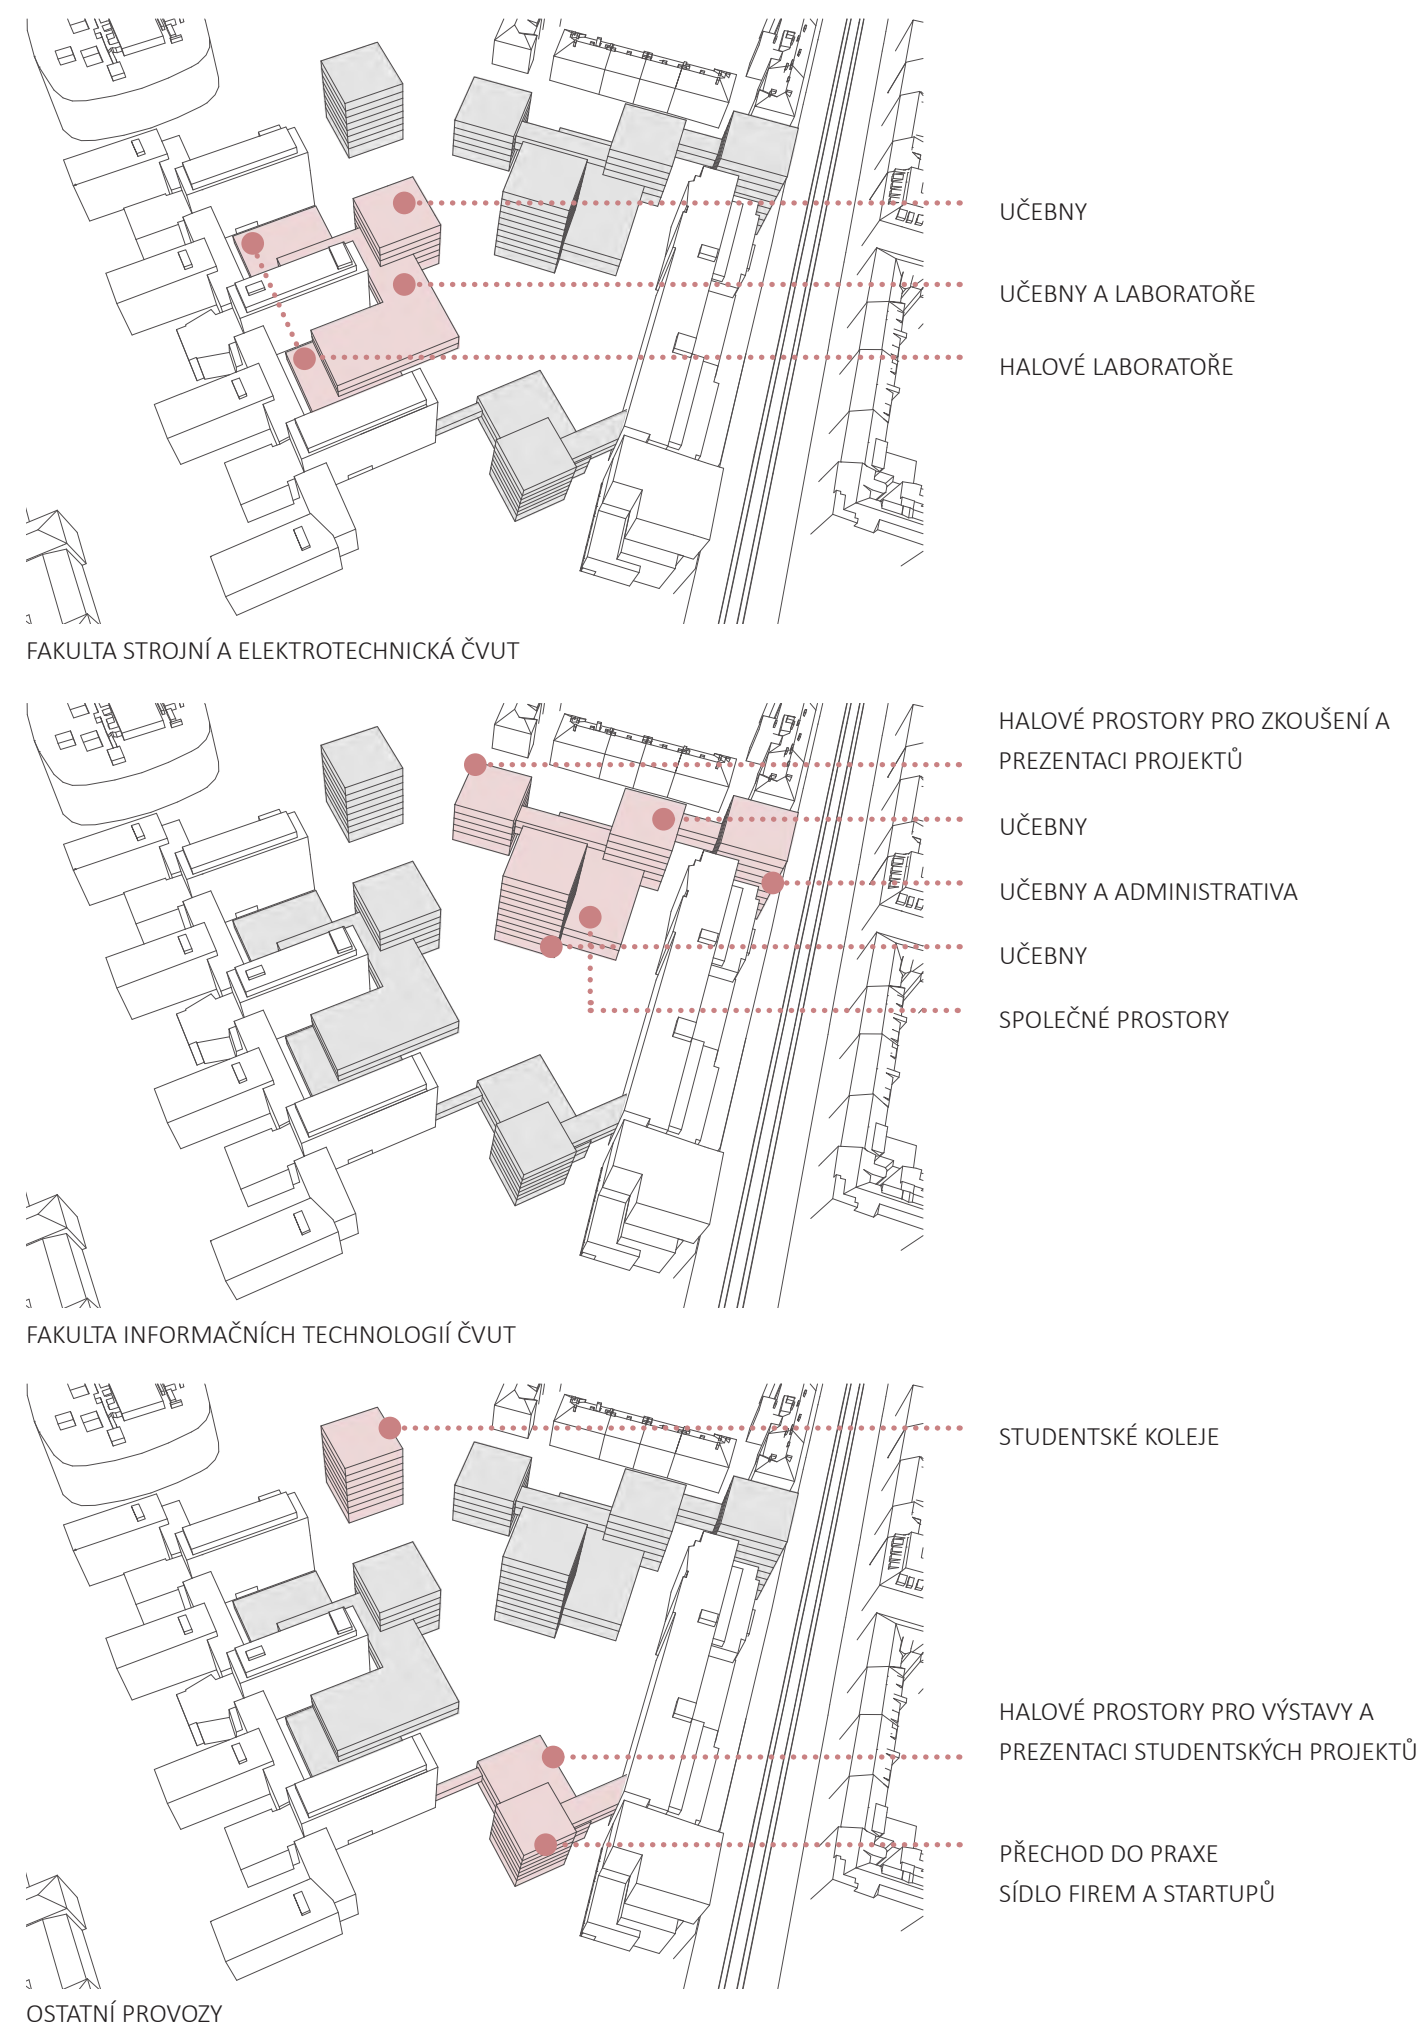 UČEBNY
UČEBNY A LABORATOŘE
HALOVÉ LABORATOŘE
FAKULTA STROJNÍ A ELEKTROTECHNICKÁ ČVUT
HALOVÉ PROSTORY PRO ZKOUŠENÍ A
PREZENTACI PROJEKTŮ
UČEBNY
UČEBNY A ADMINISTRATIVA
UČEBNY
SPOLEČNÉ PROSTORY
FAKULTA INFORMAČNÍCH TECHNOLOGIÍ ČVUT
STUDENTSKÉ KOLEJE
HALOVÉ PROSTORY PRO VÝSTAVY A
PREZENTACI STUDENTSKÝCH PROJEKTŮ
PŘECHOD DO PRAXE
SÍDLO FIREM A STARTUPŮ
OSTATNÍ PROVOZY